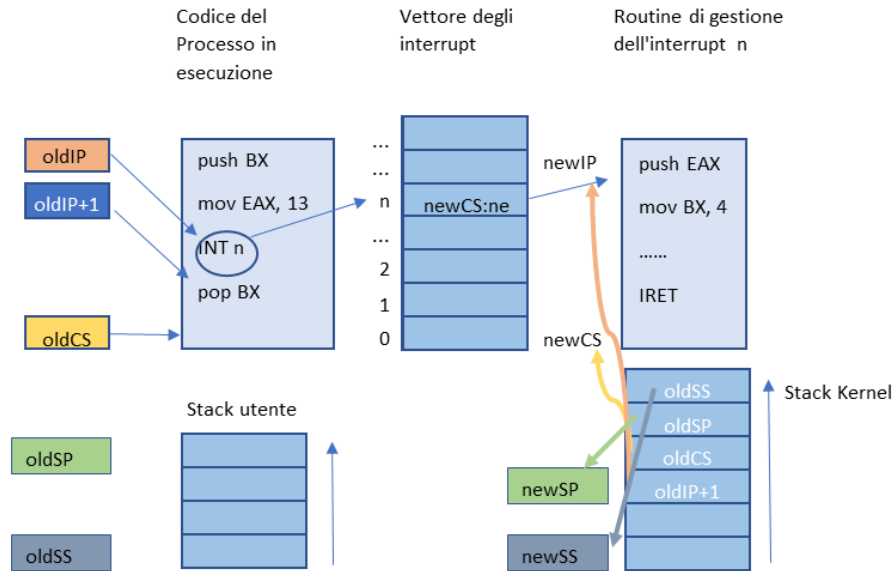 Codice del
Processo in
esecuzione
Vettore degli
interrupt
Routine di gestione
dell'interrupt n
oldIP
oldIP+1
oldCS
push BX
mov EAX, 13
INT n
pop BX
...
...
n
...
2
1
0
newCS:ne
newIP
newCS
push EAX
mov BX, 4
......
IRET
Stack utente
oldSP
oldSS
oldSS
oldSP
oldCS
oldIP+1
Stack Kernel
newSP
newSS